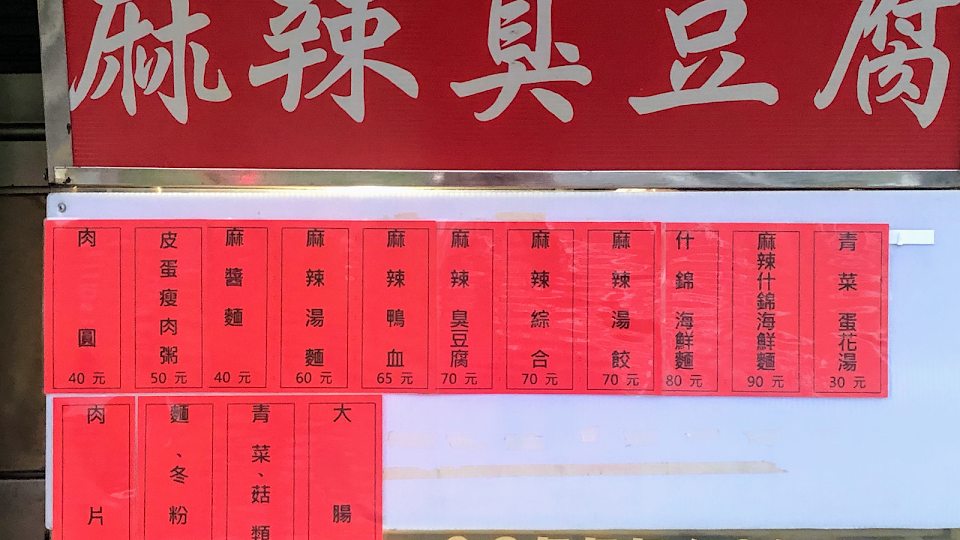 麻辣臭豆腐
肉圓
40元
皮蛋瘦肉粥
50元
麻醬麵
40元
麻辣湯麵
60元
麻辣鴨血
65元
麻辣臭豆腐
70元
麻辣綜合
70元
麻辣湯餃
70元
什錦海鮮麵
80元
麻辣什錦海鮮麵
90元
青菜蛋花湯
30元
肉片
麵、冬粉
青菜、菇類
大腸